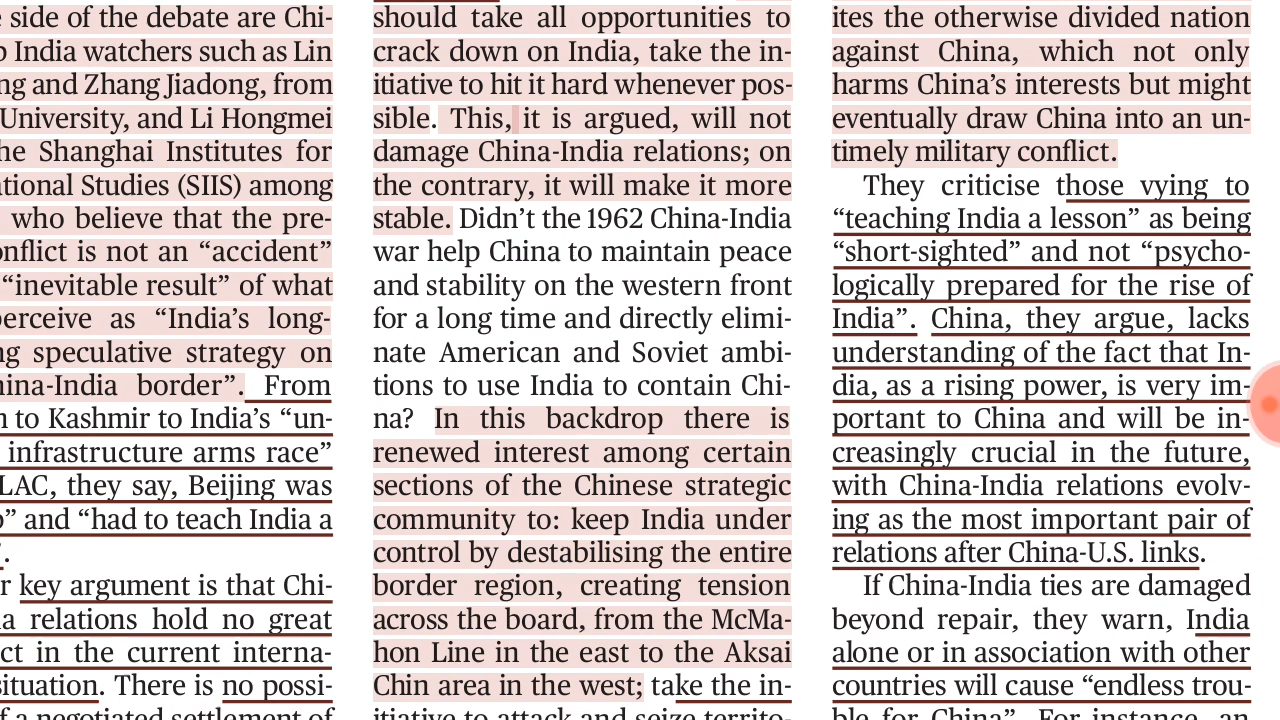 side of the debate are Chi-
India watchers such as Lin
and Zhang Jiadong, from
University, and Li Hongmei
Shanghai Institutes for
Studies (SIIS) among
who believe that the pre-
is not an “accident”
“inevitable result” of what
as “India’s long-
speculative strategy on
border”. From
to Kashmir to India’s “un-
infrastructure arms race”
LAC, they say, Beijing was
and “had to teach India a
.
key argument is that Chi-
relations hold no great
in the current interna-
situation. There is no possi-
a negotiated settlement of
should take all opportunities to
crack down on India, take the in-
itiative to hit it hard whenever pos-
sible. This, it is argued, will not
damage China-India relations; on
the contrary, it will make it more
stable. Didn’t the 1962 China-India
war help China to maintain peace
and stability on the western front
for a long time and directly elimi-
nate American and Soviet ambi-
tions to use India to contain Chi-
na? In this backdrop there is
renewed interest among certain
sections of the Chinese strategic
community to: keep India under
control by destabilising the entire
border region, creating tension
across the board, from the McMa-
hon Line in the east to the Aksai
Chin area in the west; take the in-
itiative to attack and seize territo-
ites the otherwise divided nation
against China, which not only
harms China’s interests but might
eventually draw China into an un-
timely military conflict.
They criticise those vying to
“teaching India a lesson” as being
“short-sighted” and not “psycho-
logically prepared for the rise of
India”. China, they argue, lacks
understanding of the fact that In-
dia, as a rising power, is very im-
portant to China and will be in-
creasingly crucial in the future,
with China-India relations evolv-
ing as the most important pair of
relations after China-U.S. links.
If China-India ties are damaged
beyond repair, they warn, India
alone or in association with other
countries will cause “endless trou-
ble for China”. For instance, an